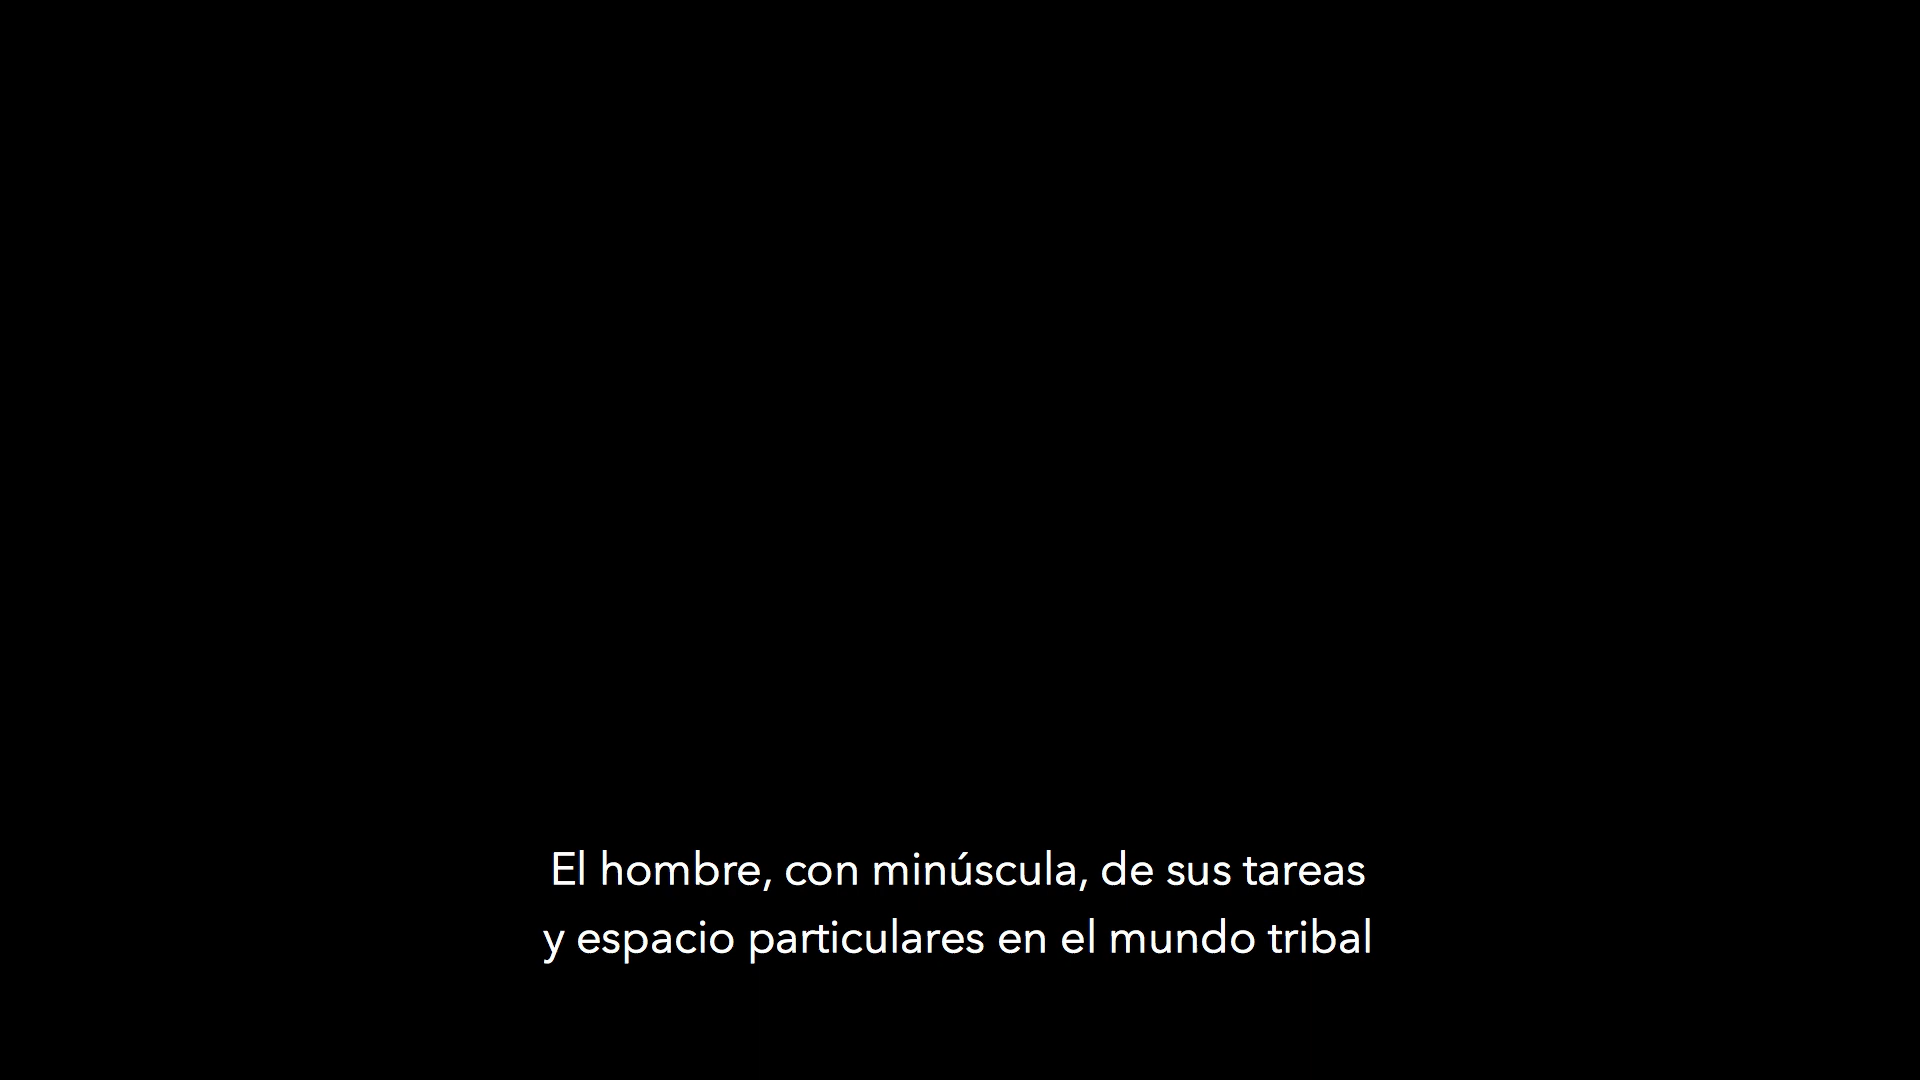 El hombre, con minúscula, de sus tareas
y espacio particulares en el mundo tribal